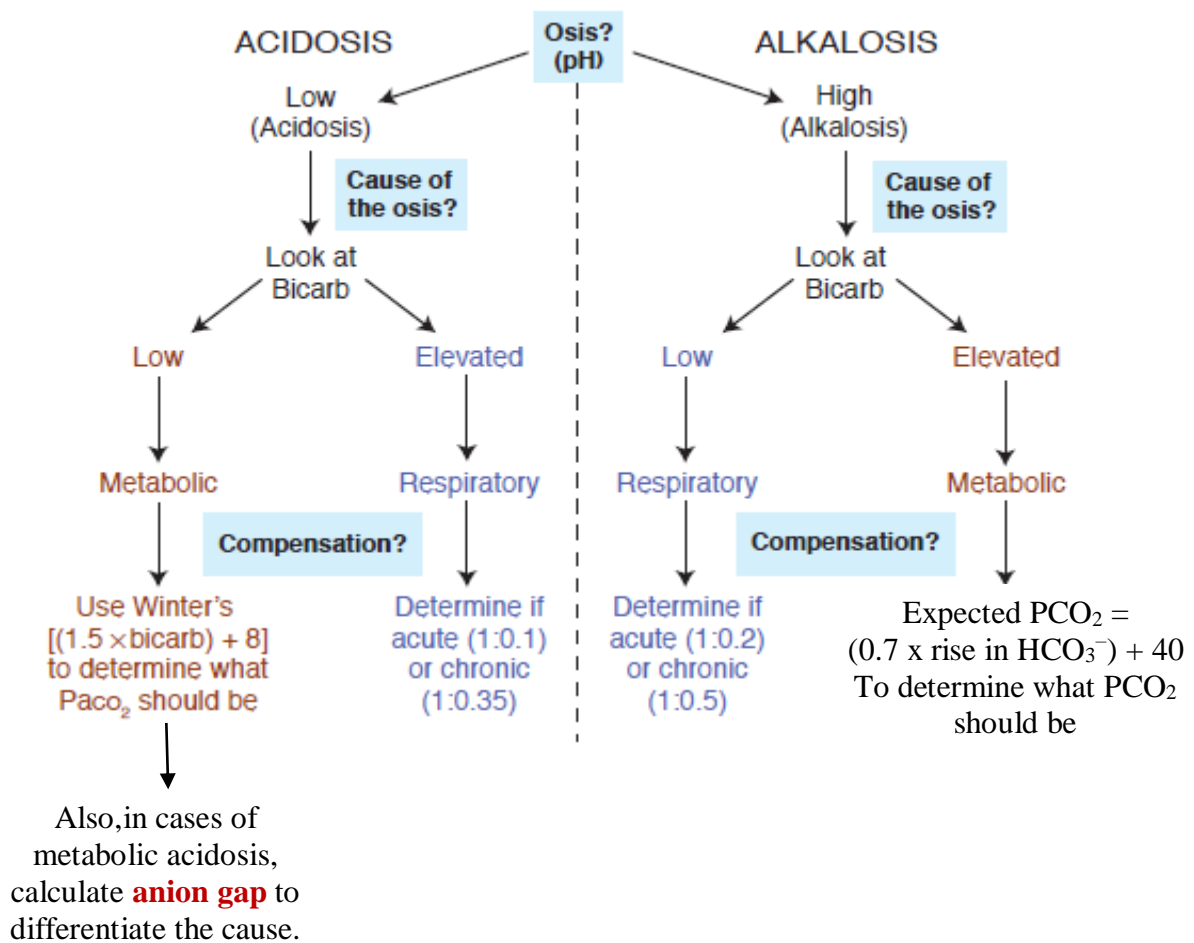 ACIDOSIS
Osis?
(pH)
ALKALOSIS
Low
(Acidosis)
High
(Alkalosis)
Cause of
the osis?
Cause of
the osis?
Look at
Bicarb
Look at
Bicarb
Low
Elevated
Low
Elevated
Metabolic
Respiratory
Respiratory
Metabolic
Compensation?
Compensation?
Use Winter's
[(1.5 ×bicarb) + 8]
to determine what
Paco₂ should be
Determine if
acute (1:0.1)
or chronic
(1:0.35)
Determine if
acute (1:0.2)
or chronic
(1:0.5)
Expected PCO₂ =
(0.7 x rise in HCO₃⁻) + 40
To determine what PCO₂
should be
Also,in cases of
metabolic acidosis,
calculate anion gap to
differentiate the cause.